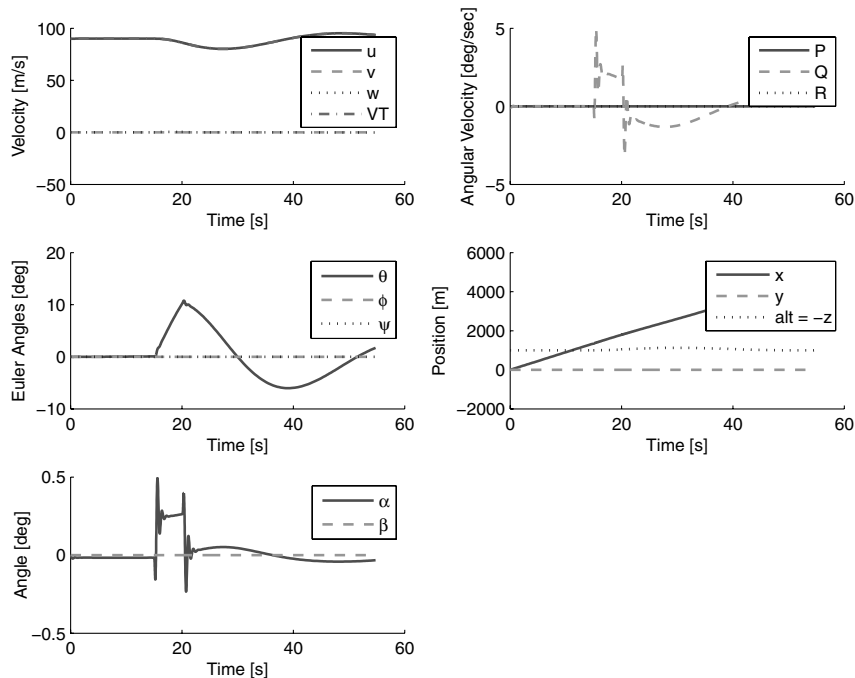 100
50
0
−50
0
20
40
60
Velocity [m/s]
Time [s]
u
v
w
VT
5
0
−5
0
20
40
60
Angular Velocity [deg/sec]
Time [s]
P
Q
R
20
10
0
−10
0
20
40
60
Euler Angles [deg]
Time [s]
θ
ϕ
ψ
6000
4000
2000
0
−2000
0
20
40
60
Position [m]
Time [s]
x
y
alt = −z
0.5
0
−0.5
0
20
40
60
Angle [deg]
Time [s]
α
β